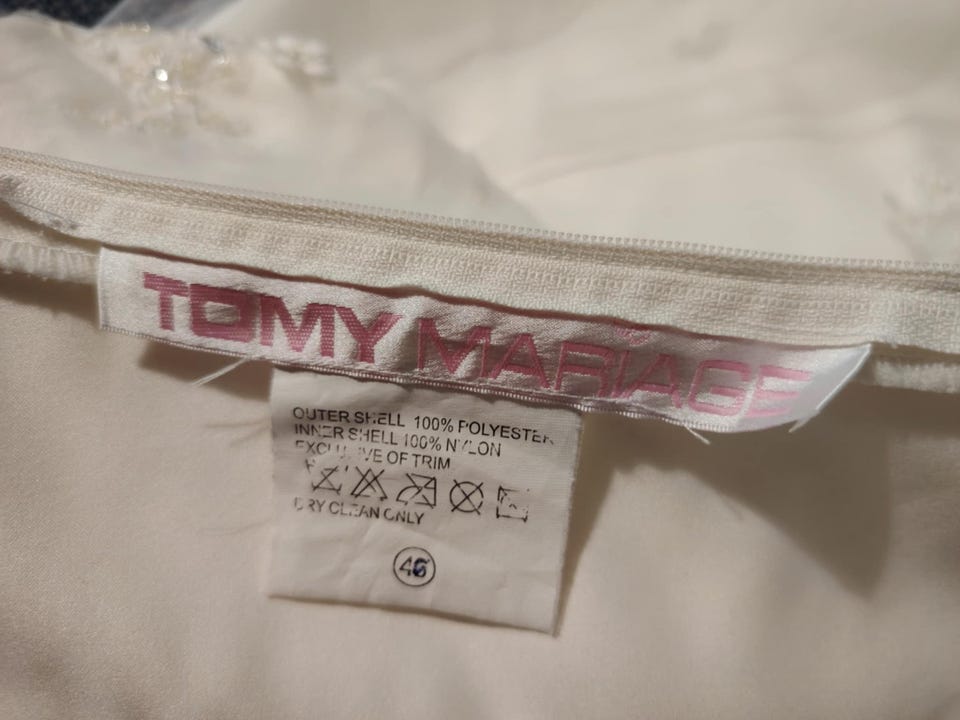 TOMY MARIAGE
OUTER SHELL 100% POLYESTER
INNER SHELL 100% NYLON
EXCLUSIVE OF TRIM
DRY CLEAN ONLY
46